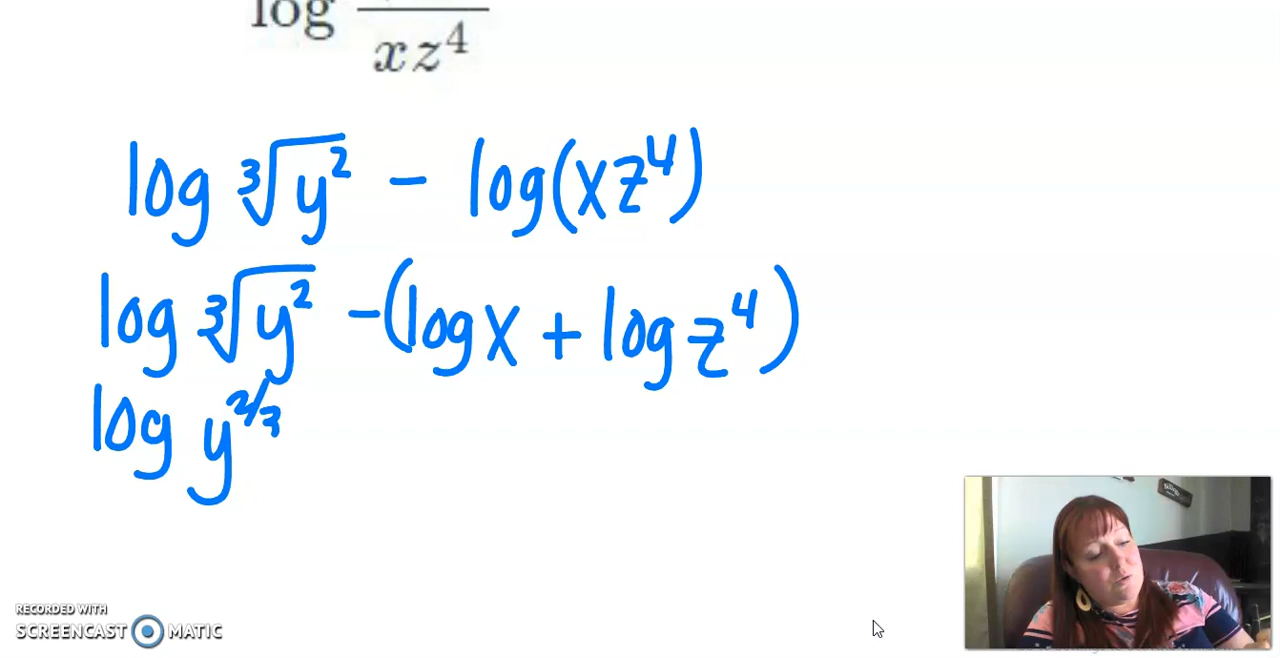 log
xz⁴
log ∛y² - log(xz⁴)
log ∛y² -(log x + log z⁴)
log y^2/3
RECORDED WITH
SCREENCAST MATIC